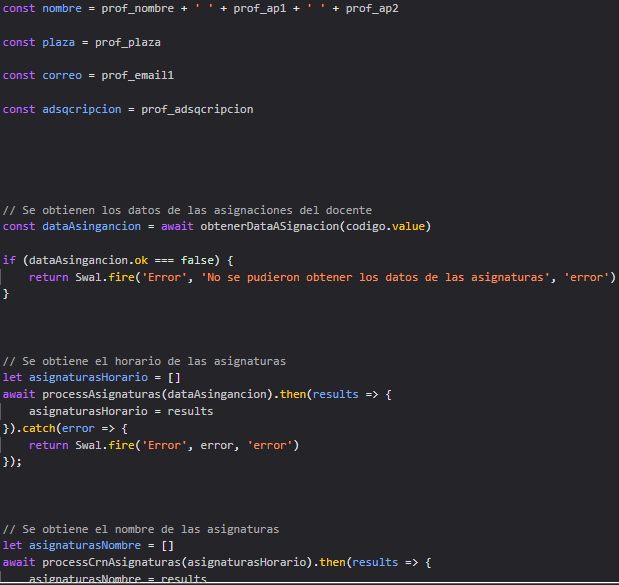 const nombre = prof_nombre + ' ' + prof_ap1 + ' ' + prof_ap2
const plaza = prof_plaza
const correo = prof_email1
const adsqcripcion = prof_adsqcripcion
// Se obtienen los datos de las asignaciones del docente
const dataAsingancion = await obtenerDataASignacion(codigo.value)
if (dataAsingancion.ok === false) {
return Swal.fire('Error', 'No se pudieron obtener los datos de las asignaturas', 'error')
}
// Se obtiene el horario de las asignaturas
let asignaturasHorario = []
await processAsignaturas(dataAsingancion).then(results => {
asignaturasHorario = results
}).catch(error => {
return Swal.fire('Error', error, 'error')
});
// Se obtiene el nombre de las asignaturas
let asignaturasNombre = []
await processCrnAsignaturas(asignaturasHorario).then(results => {
asignaturasNombre = results